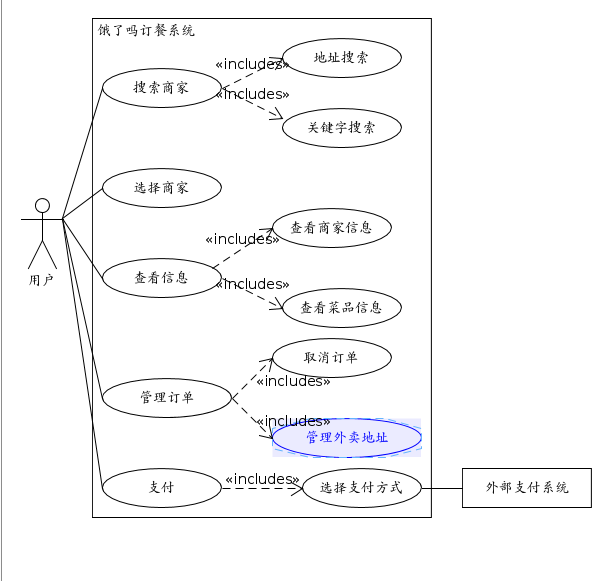 饿了吗订餐系统
«includes»
地址搜索
搜索商家
«includes»
关键字搜索
选择商家
查看商家信息
«includes»
用户
查看信息
«includes»
查看菜品信息
取消订单
«includes»
管理订单
«includes»
管理外卖地址
«includes»
支付
选择支付方式
外部支付系统